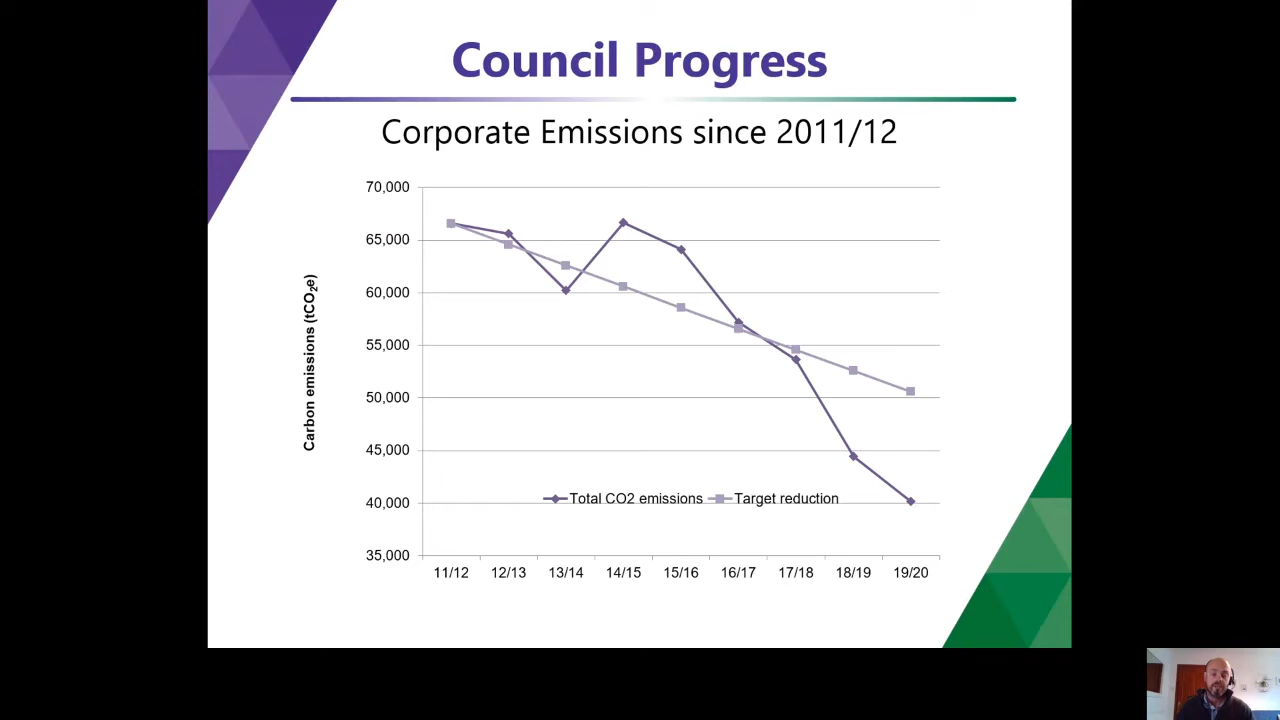 Council Progress
Corporate Emissions since 2011/12
70,000
65,000
60,000
55,000
50,000
45,000
40,000
35,000
Carbon emissions (tCO₂e)
Total CO2 emissions Target reduction
11/12 12/13 13/14 14/15 15/16 16/17 17/18 18/19 19/20